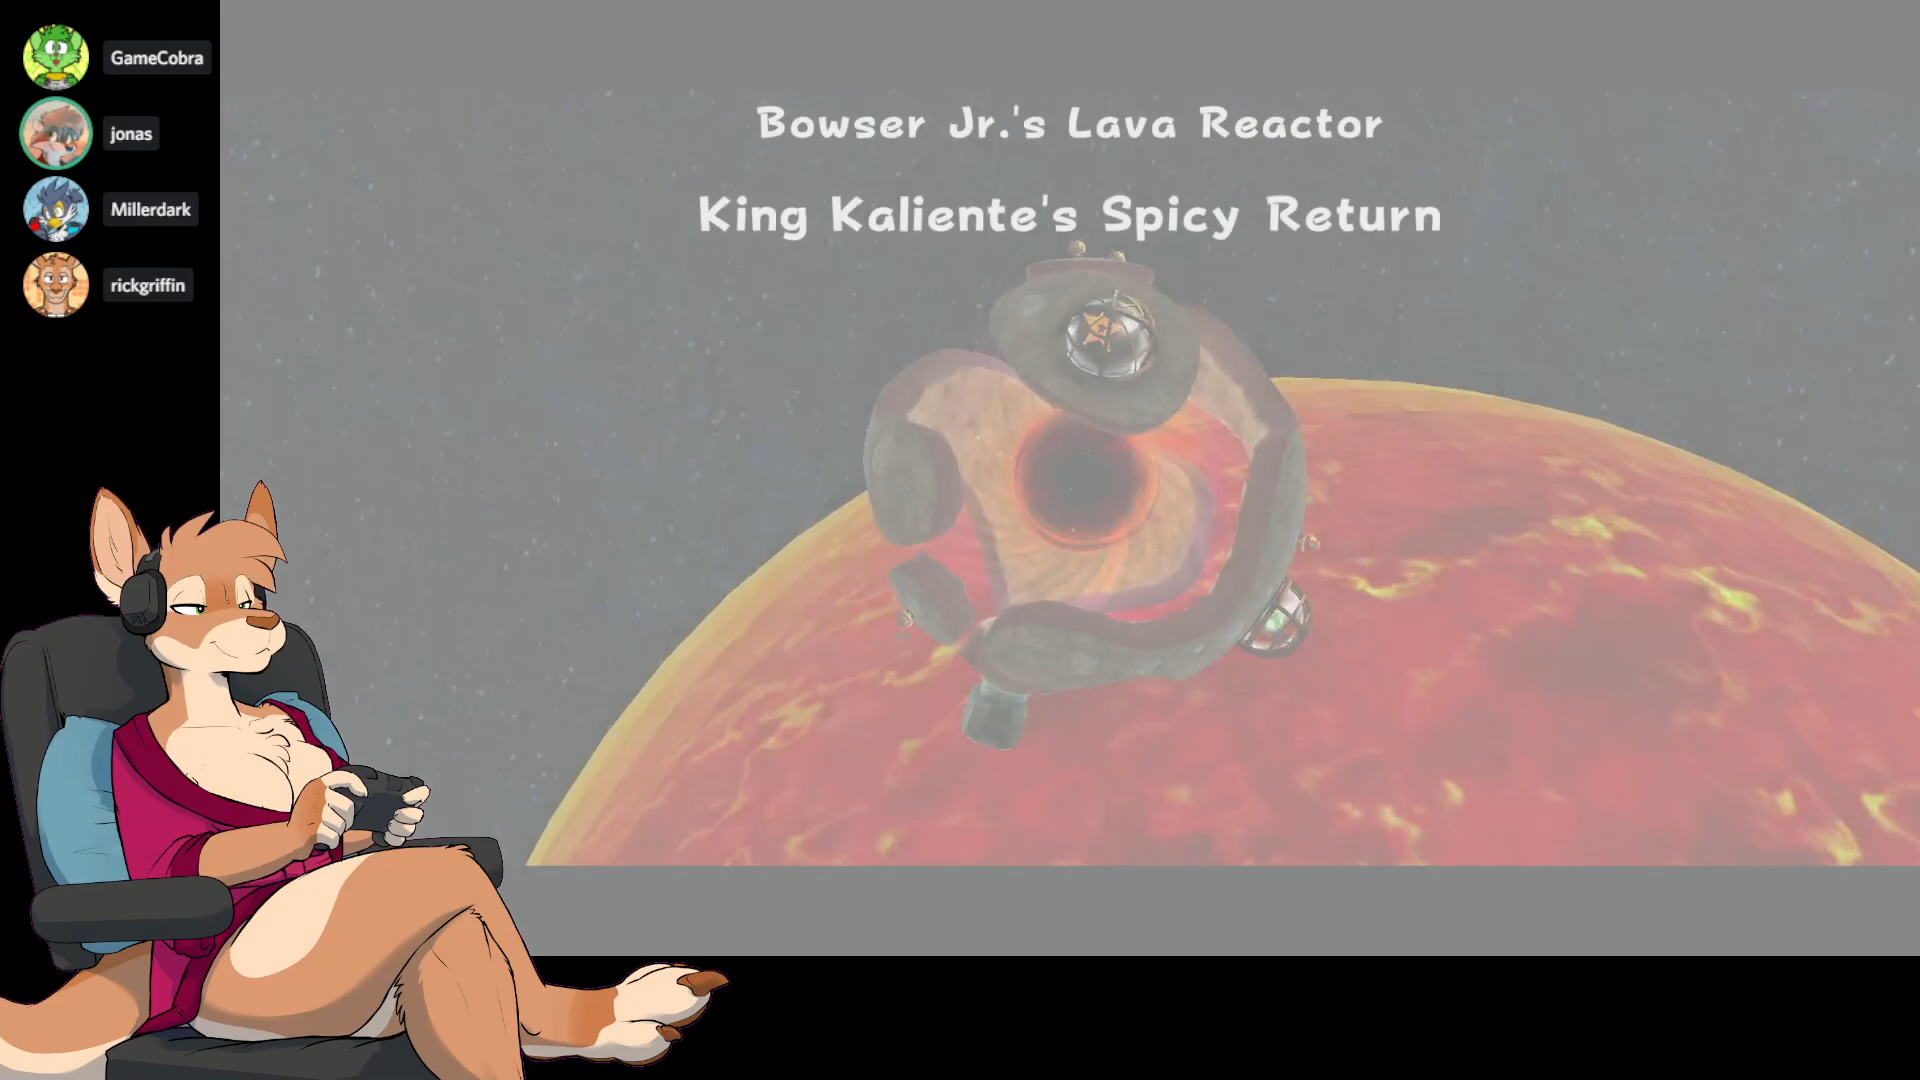 GameCobra
jonas
Millerdark
rickgriffin
Bowser Jr.'s Lava Reactor
King Kaliente's Spicy Return